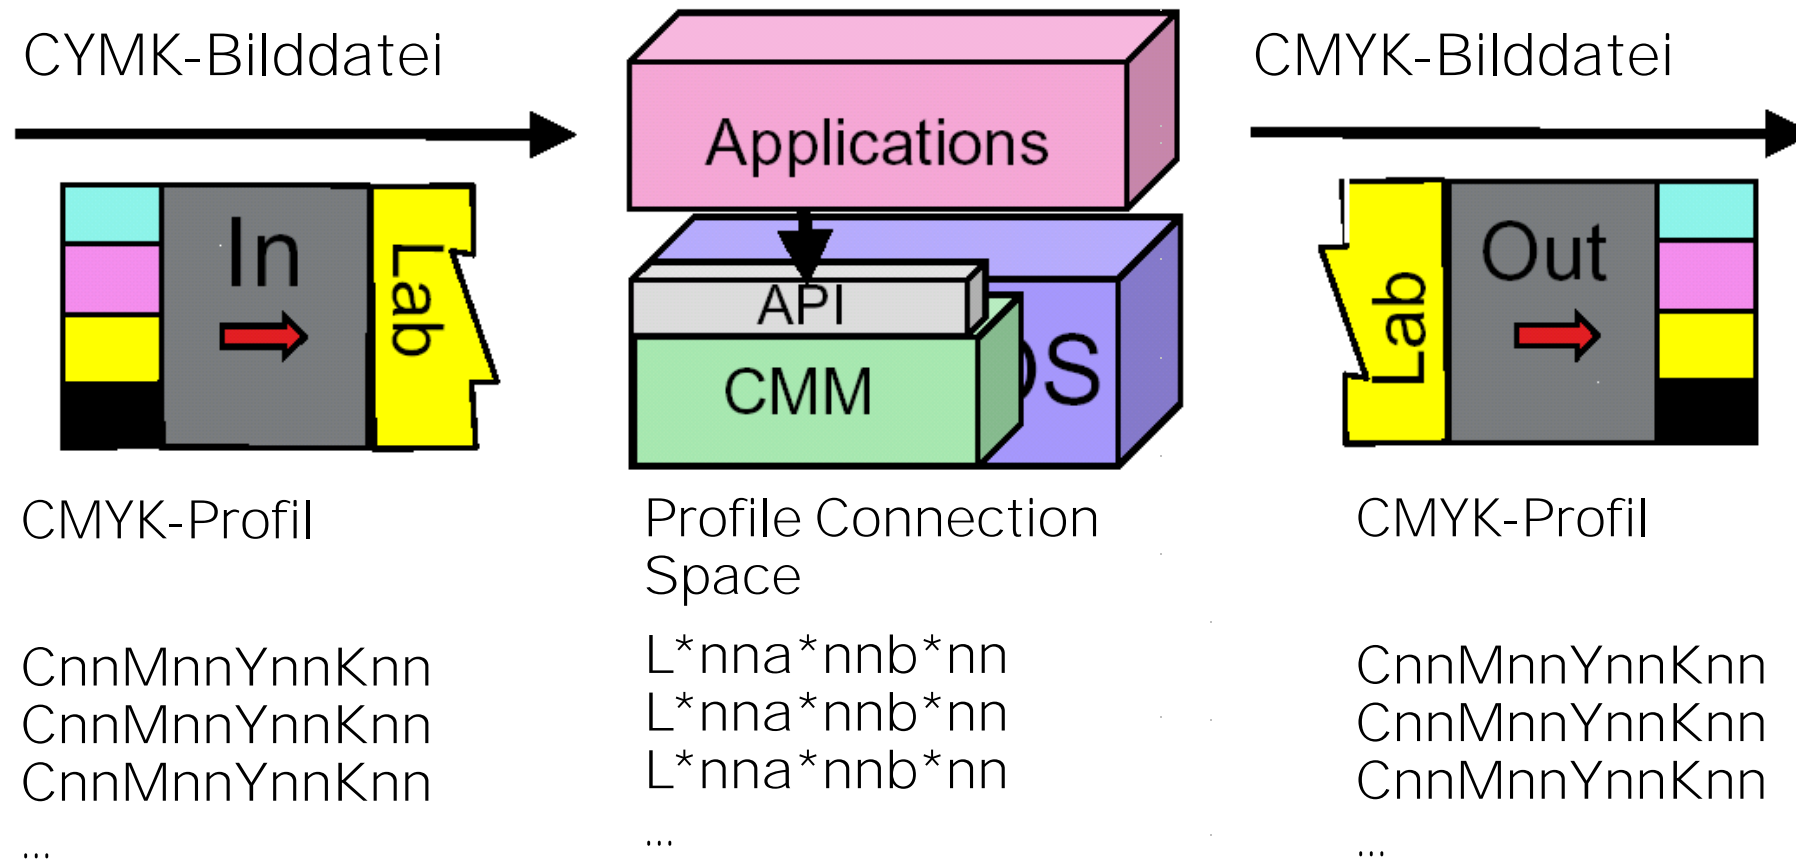 CYMK-Bilddatei
Applications
CMYK-Bilddatei
In
Lab
API
CMM
OS
Lab
Out
CMYK-Profil
Profile Connection
Space
CMYK-Profil
CnnMnnYnnKnn
CnnMnnYnnKnn
CnnMnnYnnKnn
...
L*nna*nnb*nn
L*nna*nnb*nn
L*nna*nnb*nn
...
CnnMnnYnnKnn
CnnMnnYnnKnn
CnnMnnYnnKnn
...